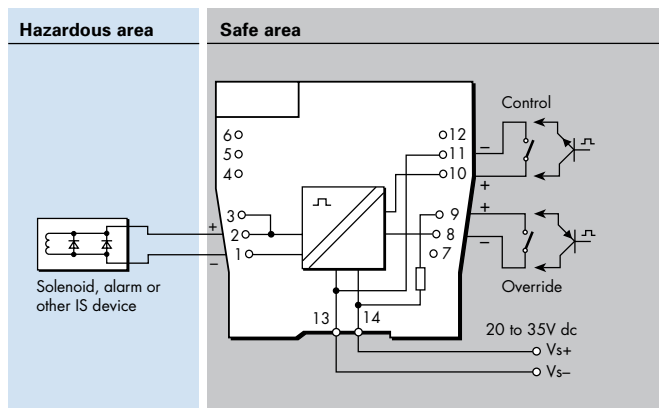 Hazardous area
Safe area
Control
6
5
4
3
2
1
12
11
10
9
8
7
–
+
+
–
+
–
Solenoid, alarm or
other IS device
Override
13
14
20 to 35V dc
Vs+
Vs–